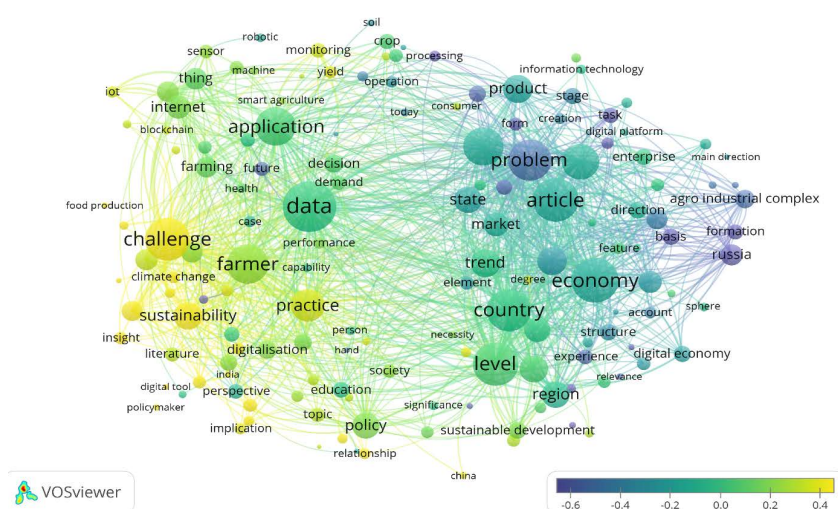 soil
robotic
crop
sensor
monitoring
processing
machine
yield
information technology
thing
operation
product
iot
smart agriculture
consumer
stage
internet
today
form
creation
task
blockchain
application
digital platform
farming
future
decision
problem
enterprise
main direction
health
demand
food production
data
state
article
agro industrial complex
case
market
direction
challenge
performance
feature
basis
formation
farmer
capability
trend
russia
climate change
element
degree
economy
sustainability
practice
country
account
sphere
insight
person
necessity
structure
literature
digitalisation
hand
level
experience
digital economy
india
society
relevance
digital tool
perspective
education
region
policymaker
topic
significance
implication
policy
sustainable development
relationship
china
VOSviewer
-0.6 -0.4 -0.2 0.0 0.2 0.4